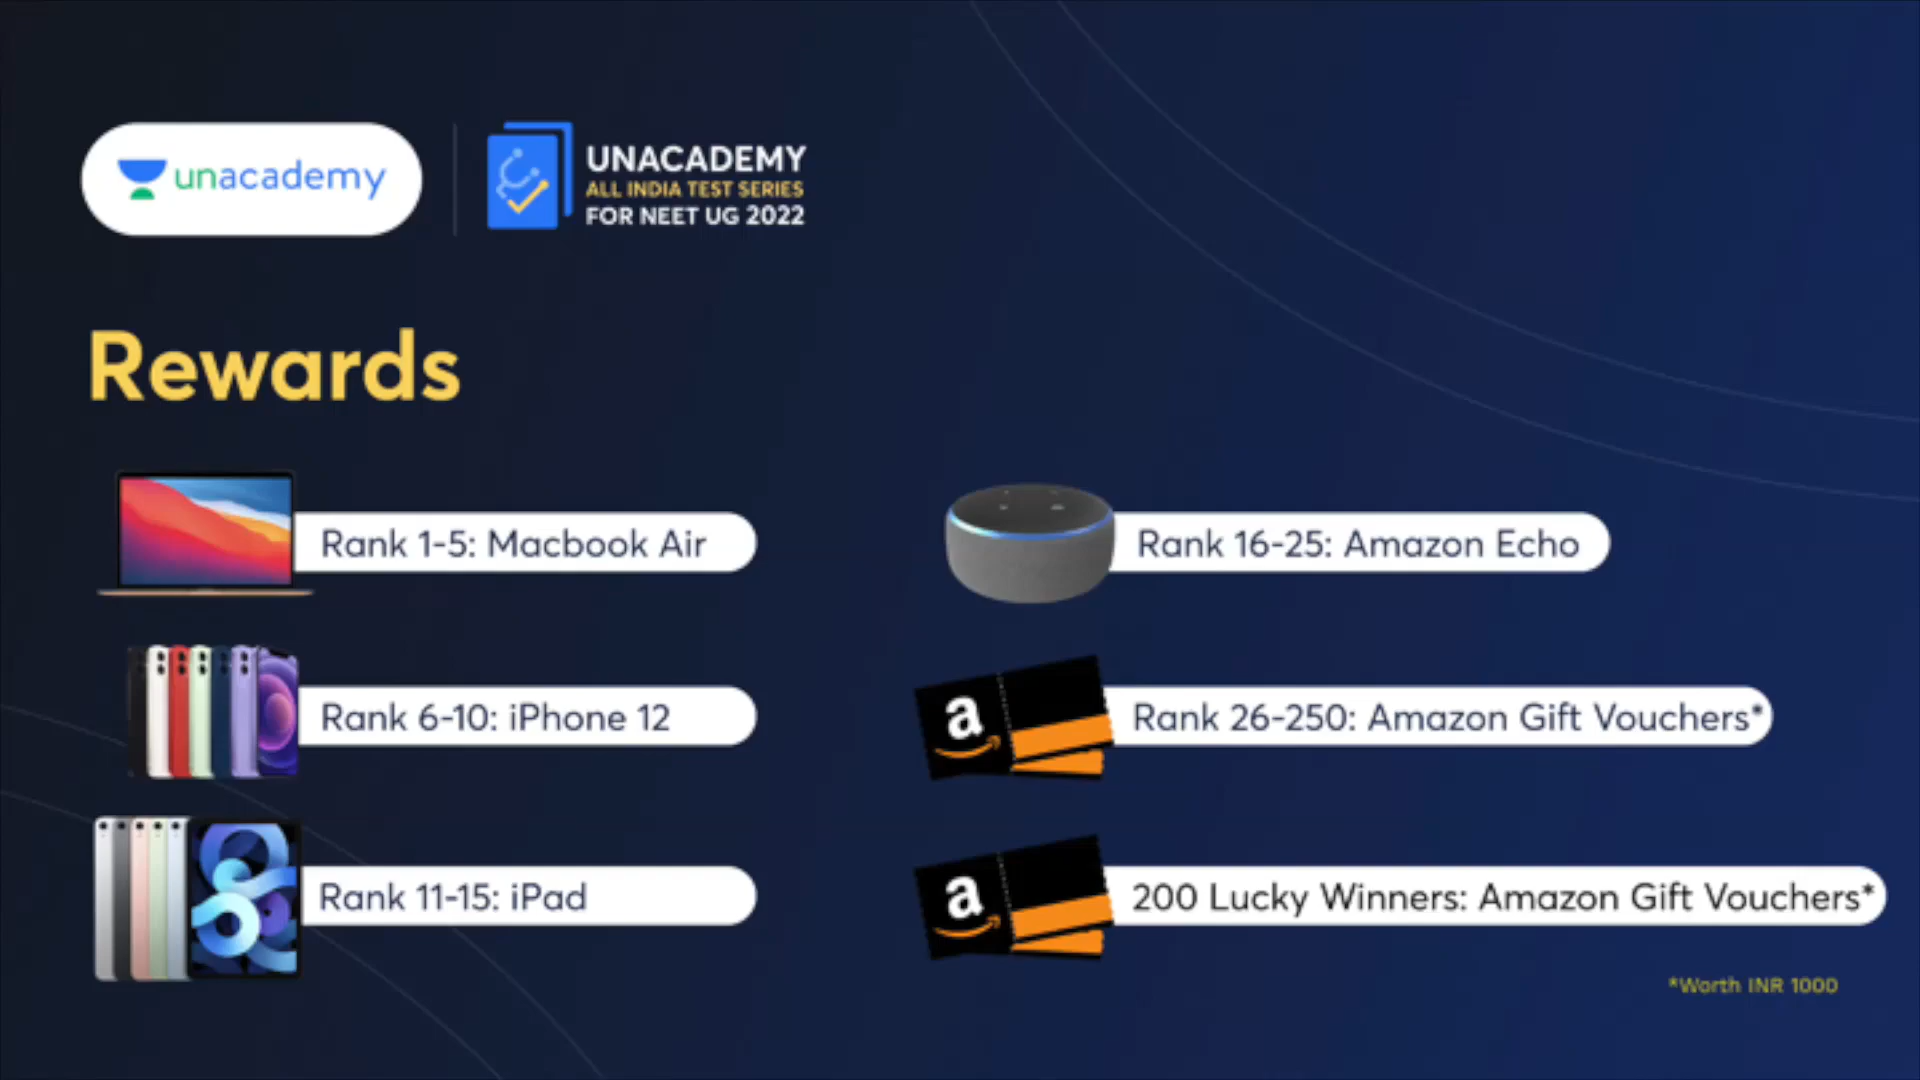 unacademy
UNACADEMY
ALL INDIA TEST SERIES
FOR NEET UG 2022
Rewards
Rank 1-5: Macbook Air
Rank 6-10: iPhone 12
Rank 11-15: iPad
Rank 16-25: Amazon Echo
a
Rank 26-250: Amazon Gift Vouchers*
a
200 Lucky Winners: Amazon Gift Vouchers*
*Worth INR 1000